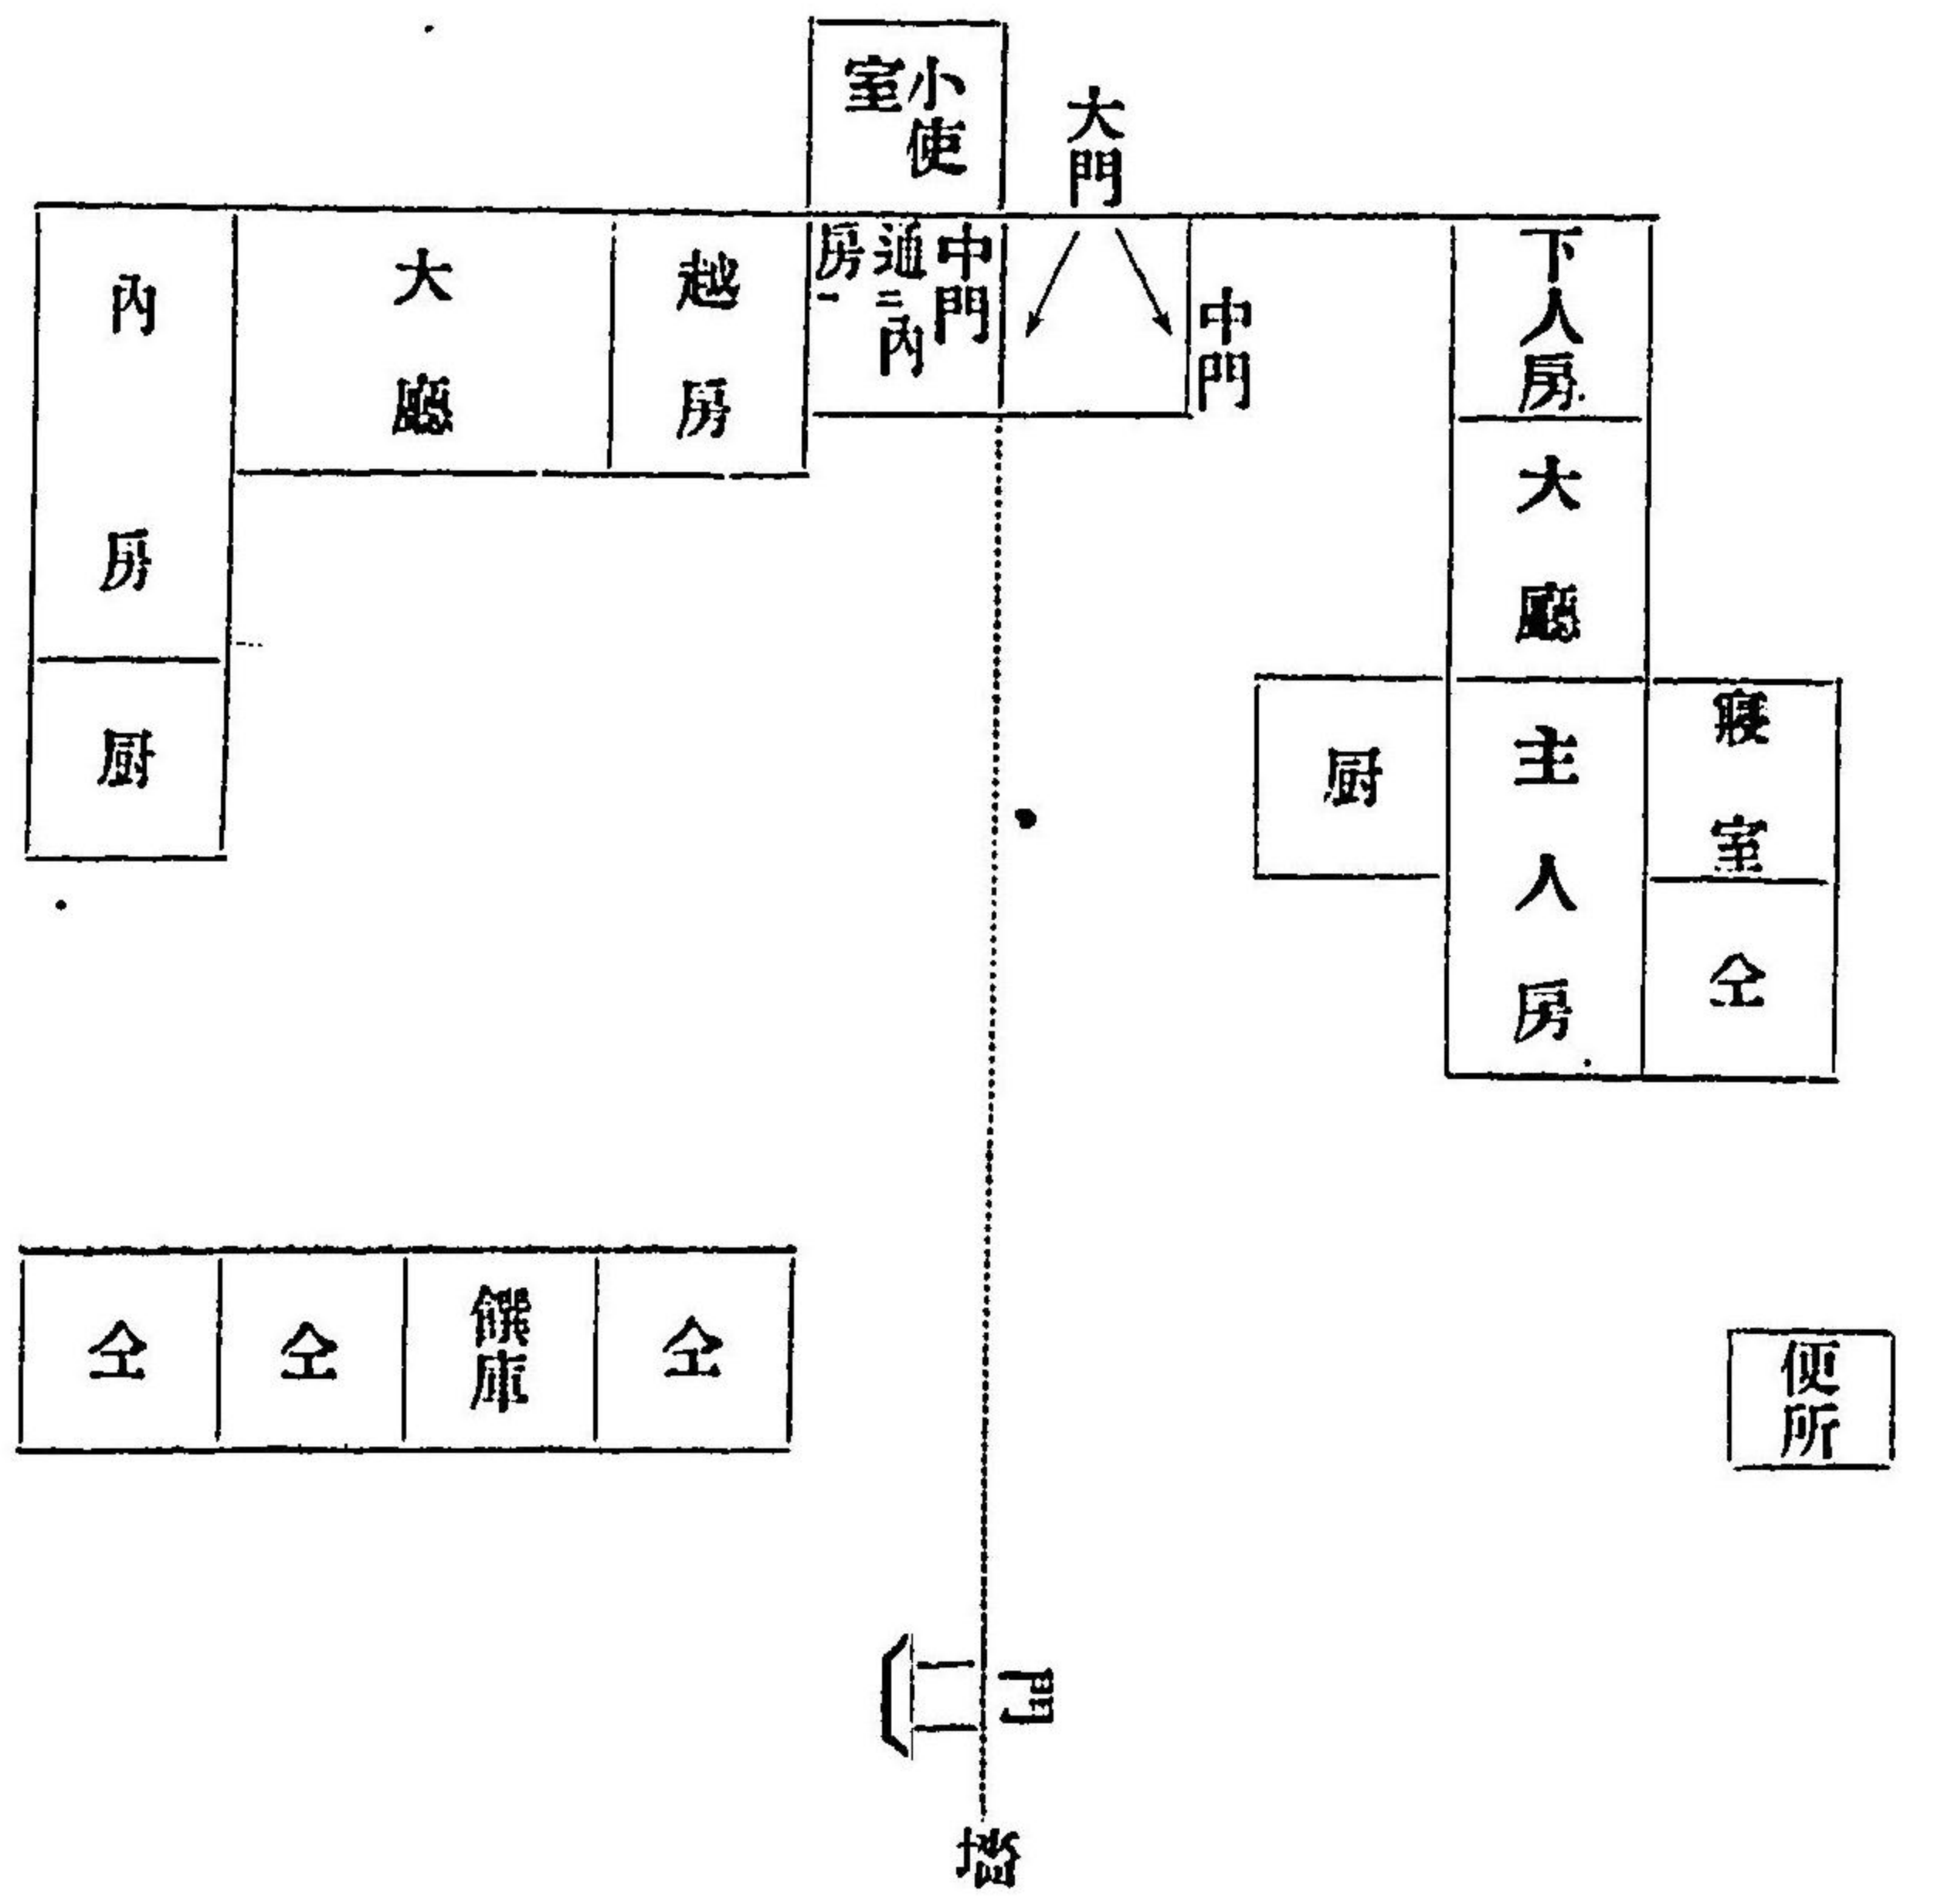 小使
室
大門
中門
通ニ內
房一
中門
越房
大廳
內房
厨
下人房
大廳
主人房
寢室
仝
厨
仝
饌庫
仝
仝
便所
門
墻